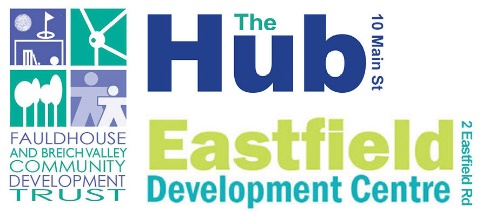 FAULDHOUSE
AND BREICH VALLEY
COMMUNITY
DEVELOPMENT
TRUST
The
Hub
10 Main St
Eastfield
Development Centre
2 Eastfield Rd